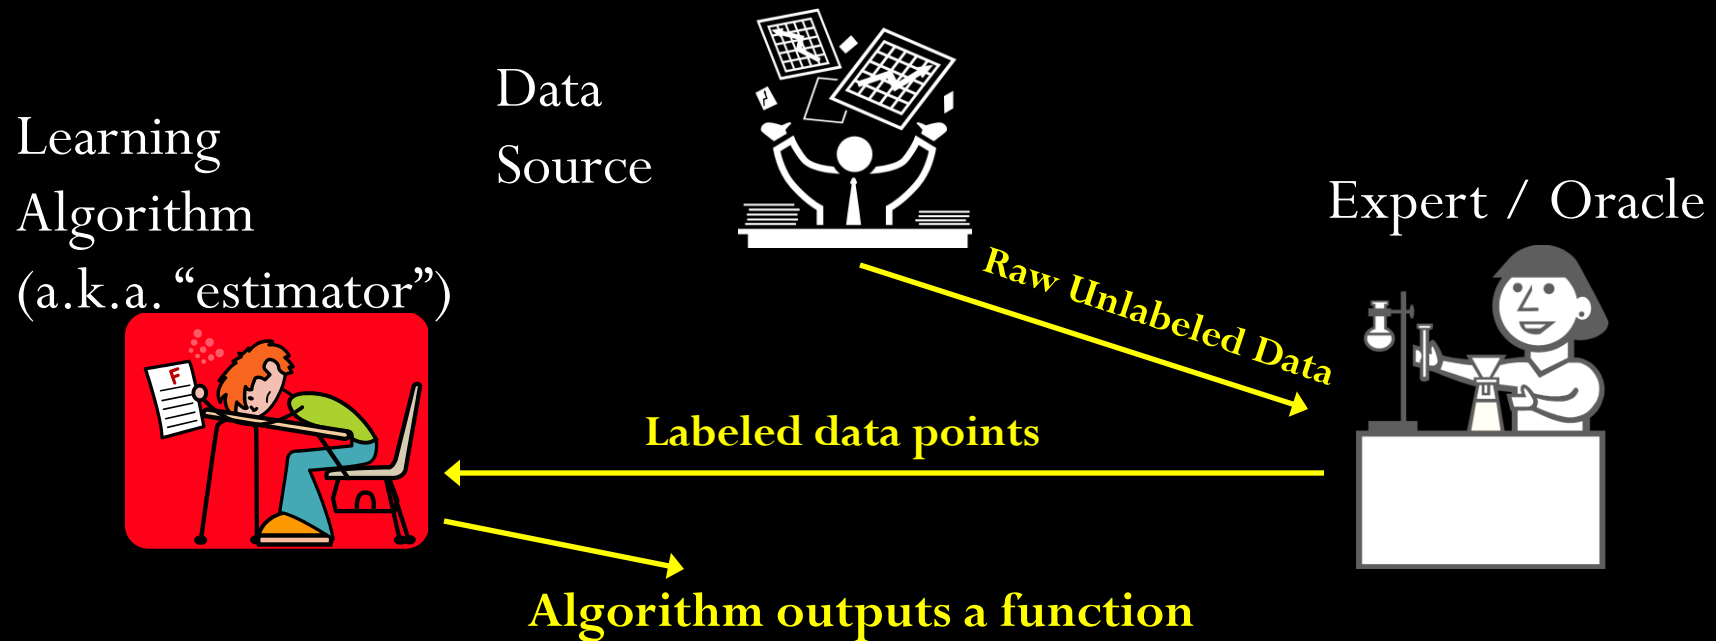 Learning
Algorithm
(a.k.a. “estimator”)
Data
Source
Expert / Oracle
Raw Unlabeled Data
F
Labeled data points
Algorithm outputs a function